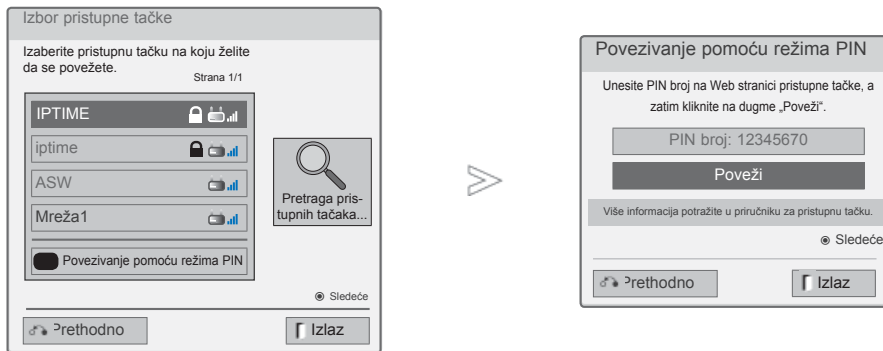 Izbor pristupne tačke
Izaberite pristupnu tačku na koju želite
da se povežete.
Strana 1/1
IPTIME
iptime
ASW
Mreža1
Povezivanje pomoću režima PIN
Pretraga pris-
tupnih tačaka...
Sledeće
Prethodno
Izlaz
Povezivanje pomoću režima PIN
Unesite PIN broj na Web stranici pristupne tačke, a
zatim kliknite na dugme „Poveži“.
PIN broj: 12345670
Poveži
Više informacija potražite u priručniku za pristupnu tačku.
Sledeće
Prethodno
Izlaz